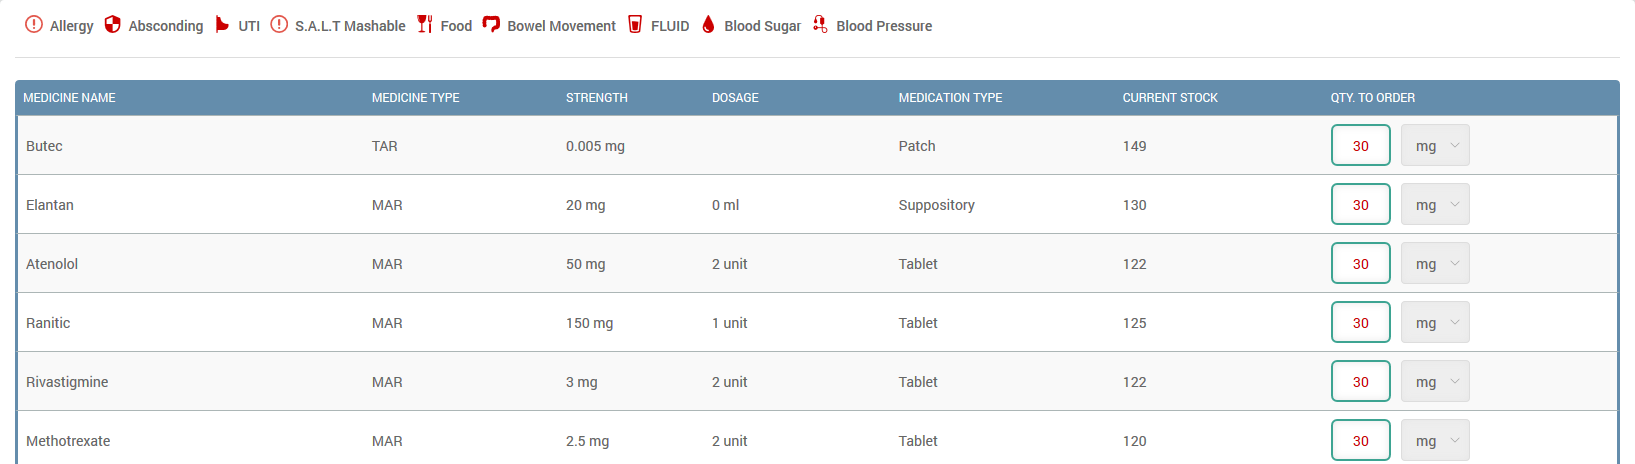 Allergy Absconding UTI S.A.L.T Mashable Food Bowel Movement FLUID Blood Sugar Blood Pressure
MEDICINE NAME MEDICINE TYPE STRENGTH DOSAGE MEDICATION TYPE CURRENT STOCK QTY. TO ORDER
Butec TAR 0.005 mg Patch 149 30 mg
Elantan MAR 20 mg 0 ml Suppository 130 30 mg
Atenolol MAR 50 mg 2 unit Tablet 122 30 mg
Ranitic MAR 150 mg 1 unit Tablet 125 30 mg
Rivastigmine MAR 3 mg 2 unit Tablet 122 30 mg
Methotrexate MAR 2.5 mg 2 unit Tablet 120 30 mg